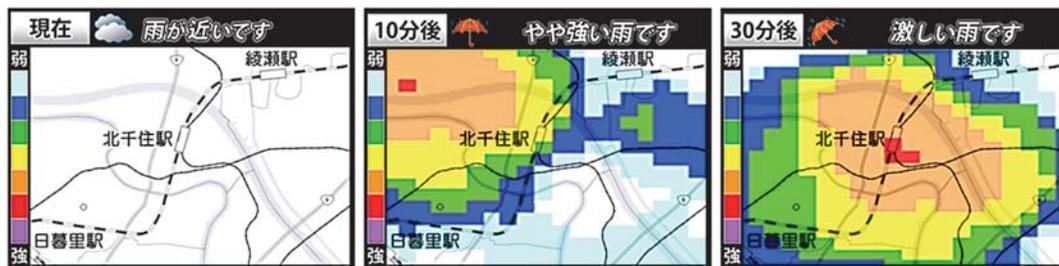 現在 雨が近いです
弱
綾瀬駅
北千住駅
日暮里駅
強
10分後 やや強い雨です
弱
綾瀬駅
北千住駅
日暮里駅
強
30分後 激しい雨です
弱
綾瀬駅
北千住駅
日暮里駅
強